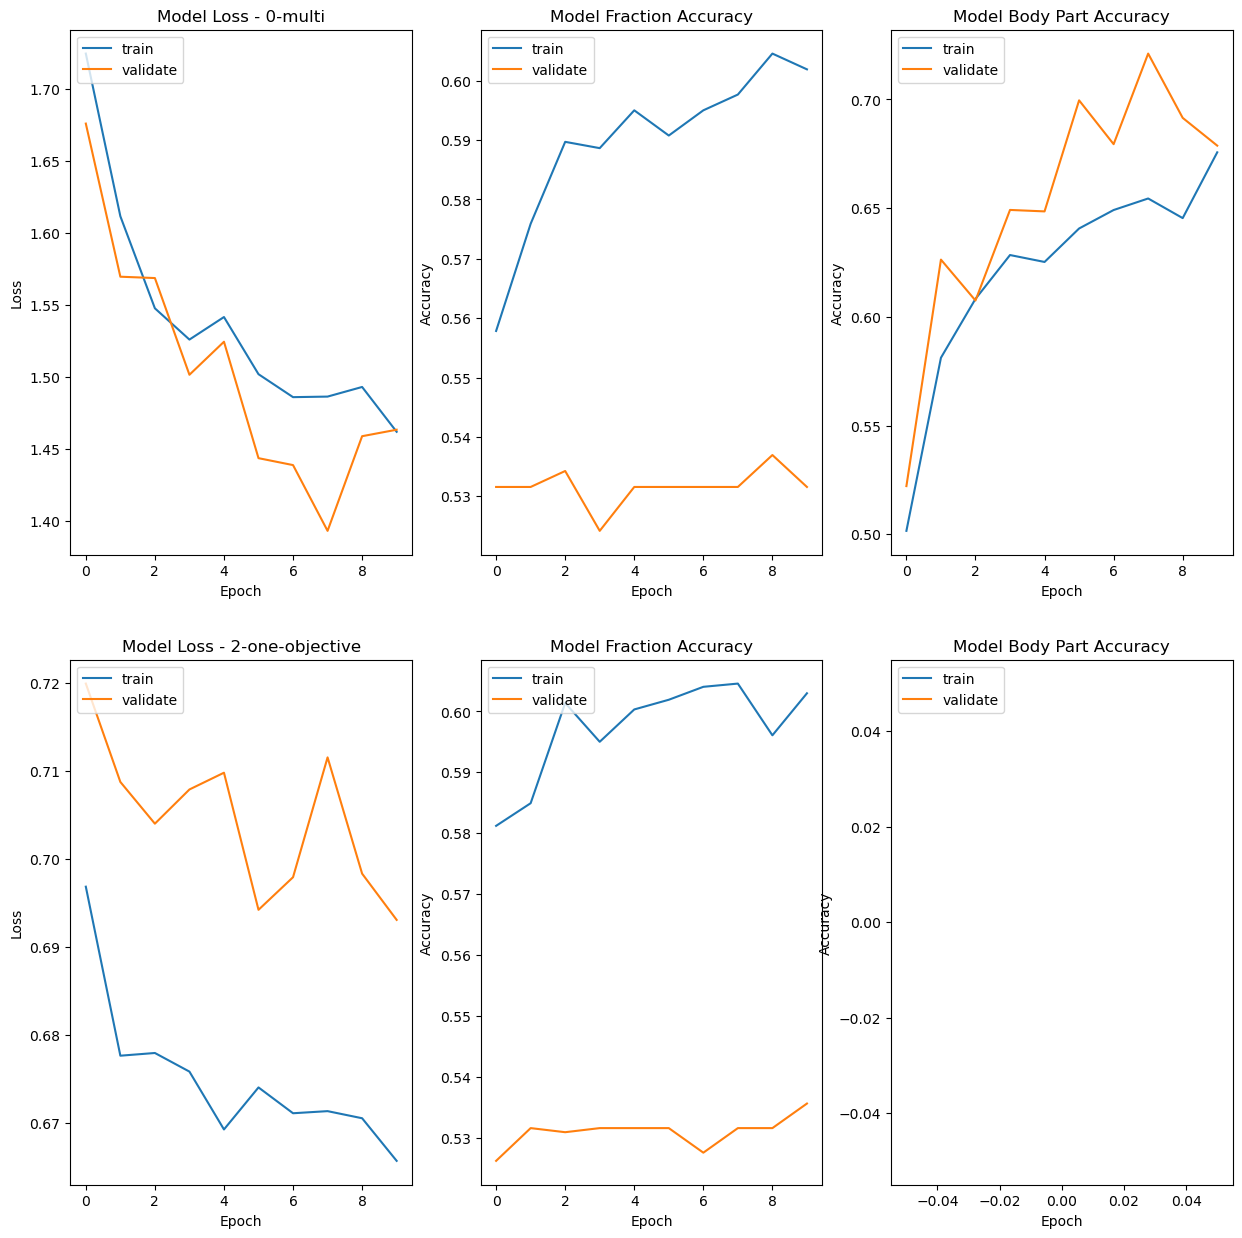 Model Loss - 0-multi
train
validate
1.70
1.65
1.60
1.55
1.50
1.45
1.40
Loss
0 2 4 6 8
Epoch
Model Fraction Accuracy
train
validate
0.60
0.59
0.58
0.57
0.56
0.55
0.54
0.53
Accuracy
0 2 4 6 8
Epoch
Model Body Part Accuracy
train
validate
0.70
0.65
0.60
0.55
0.50
Accuracy
0 2 4 6 8
Epoch
Model Loss - 2-one-objective
train
validate
0.72
0.71
0.70
0.69
0.68
0.67
Loss
0 2 4 6 8
Epoch
Model Fraction Accuracy
train
validate
0.60
0.59
0.58
0.57
0.56
0.55
0.54
0.53
Accuracy
0 2 4 6 8
Epoch
Model Body Part Accuracy
train
validate
0.04
0.02
0.00
−0.02
−0.04
Accuracy
−0.04 −0.02 0.00 0.02 0.04
Epoch